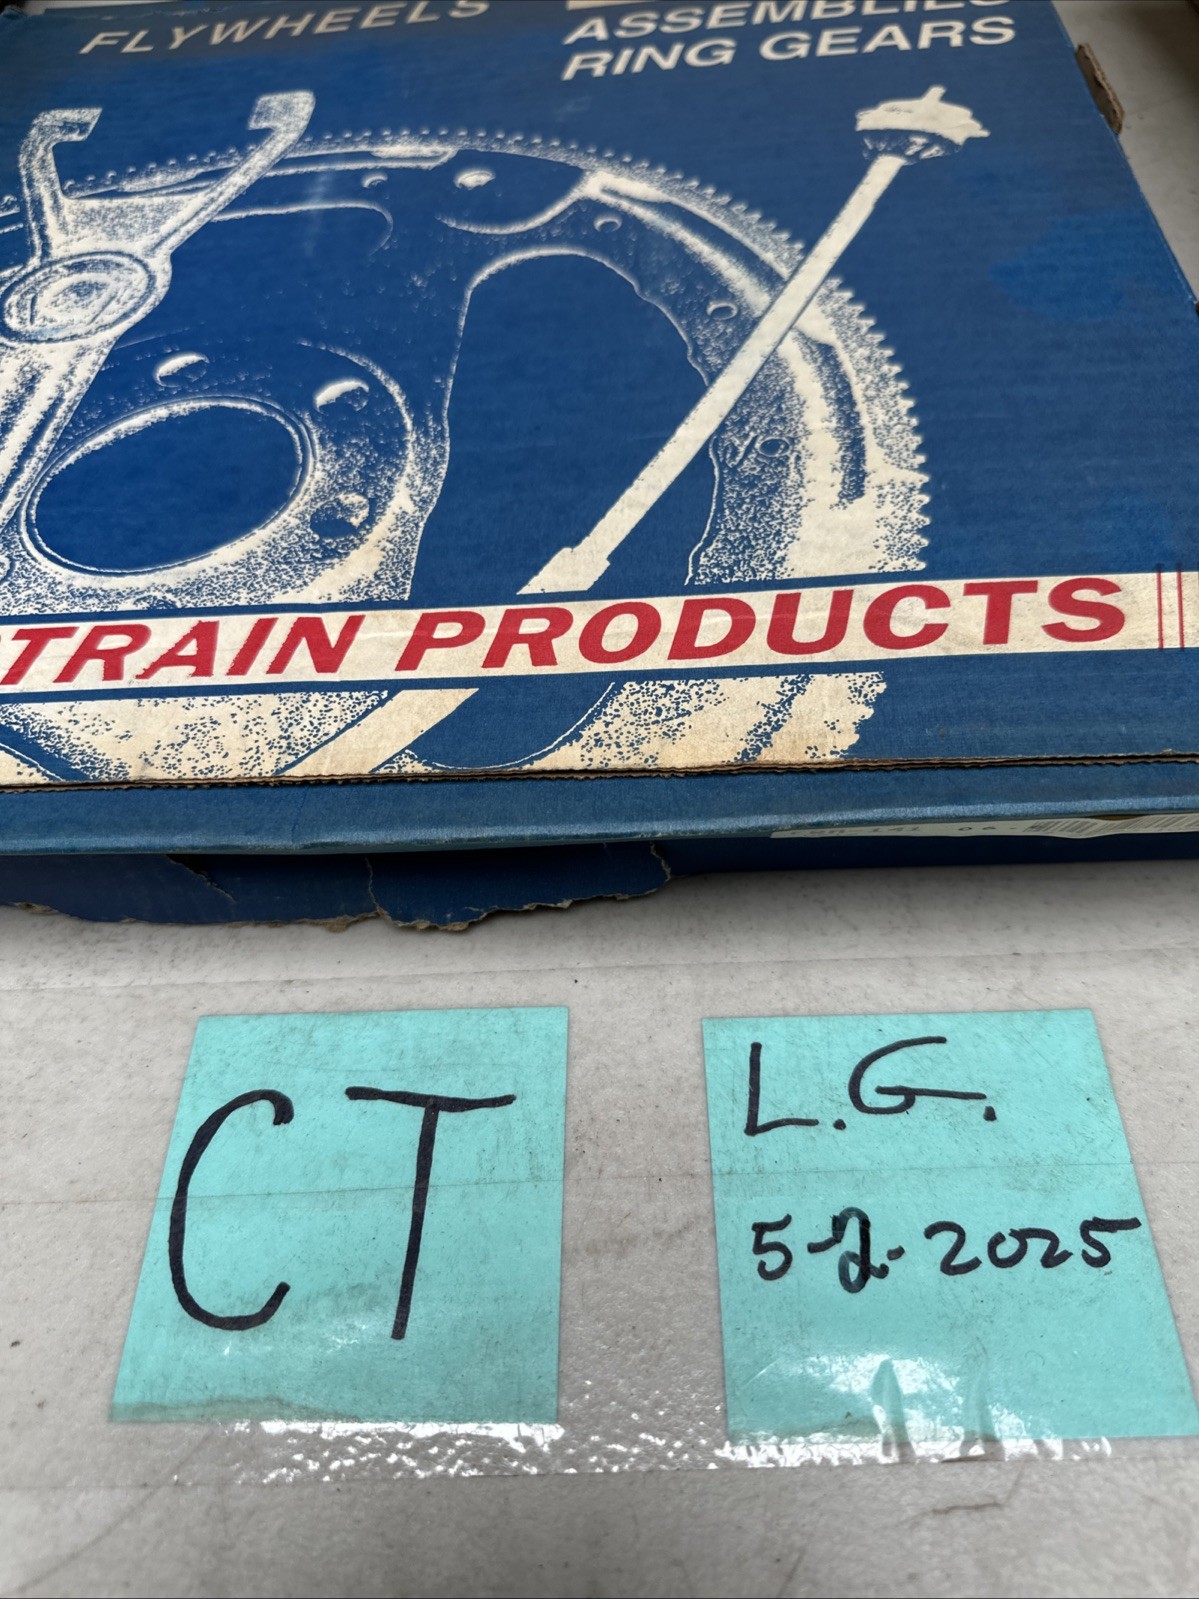 FLYWHEELS
ASSEMBLIES
RING GEARS
TRAIN PRODUCTS
CT
L.G.
5-2-2025